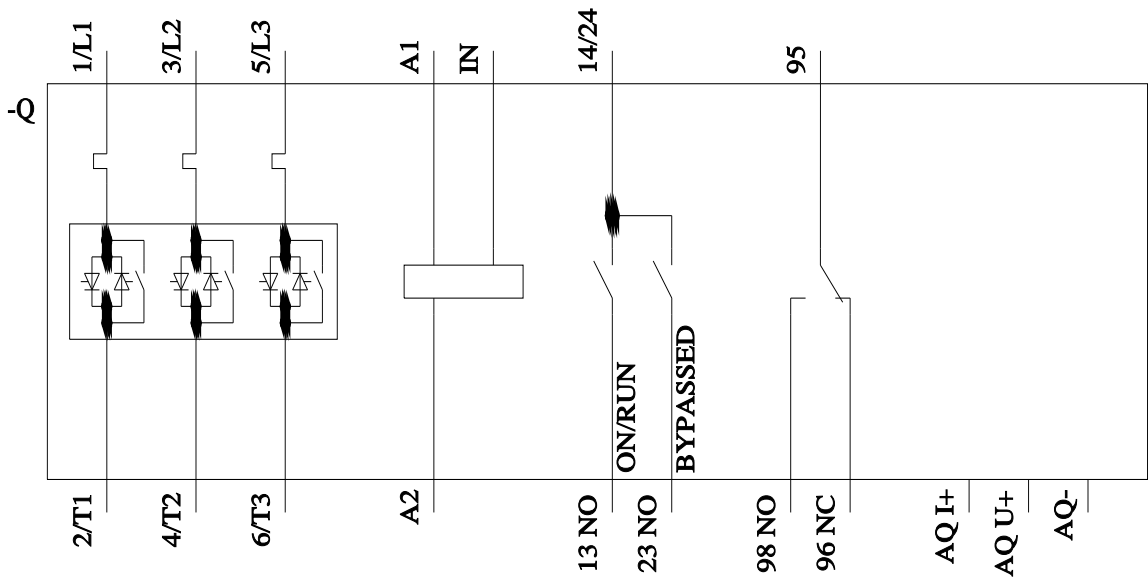 1/L1
3/L2
5/L3
A1
IN
14/24
95
-Q
ON/RUN
BYPASSED
2/T1
4/T2
6/T3
A2
13 NO
23 NO
98 NO
96 NC
AQ I+
AQ U+
AQ-